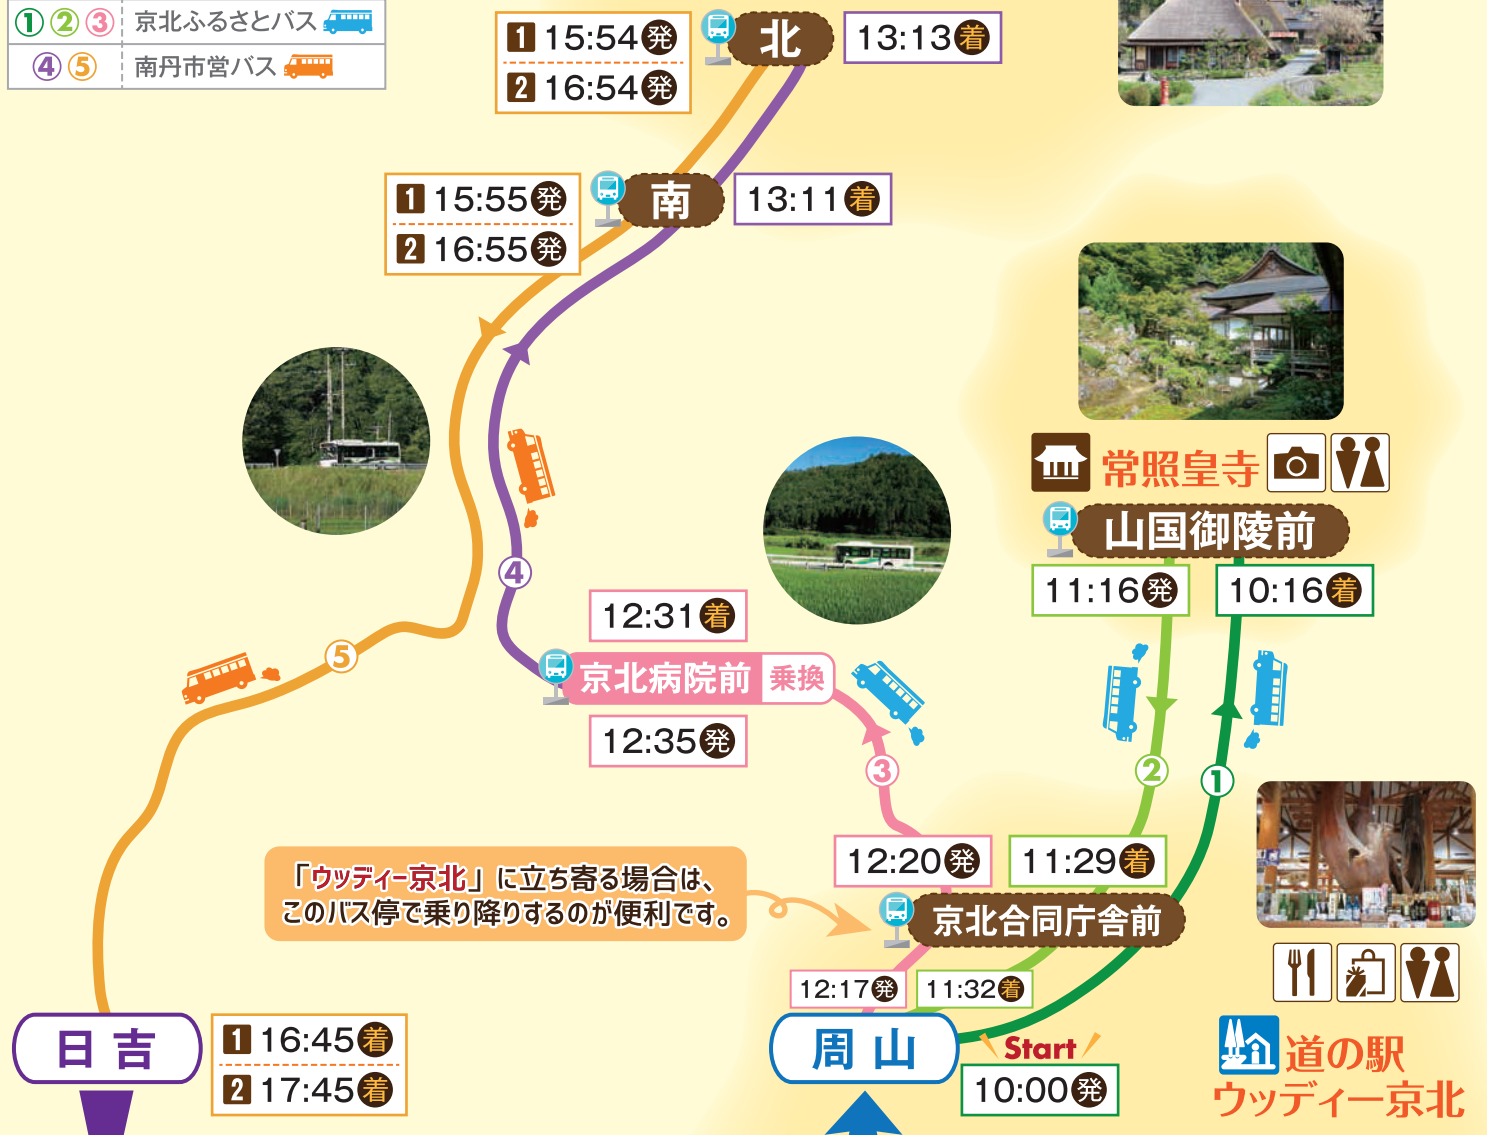 ①②③ 京北ふるさとバス
④⑤ 南丹市営バス
1 15:54発
2 16:54発
北
13:13着
1 15:55発
2 16:55発
南
13:11着
常照皇寺
山国御陵前
11:16発
10:16着
④
12:31着
京北病院前 乗換
12:35発
⑤
③
②
①
12:20発
11:29着
「ウッディー京北」に立ち寄る場合は、
このバス停で乗り降りするのが便利です。
京北合同庁舎前
12:17発
11:32着
日吉
1 16:45着
2 17:45着
周山
Start
10:00発
道の駅
ウッディー京北